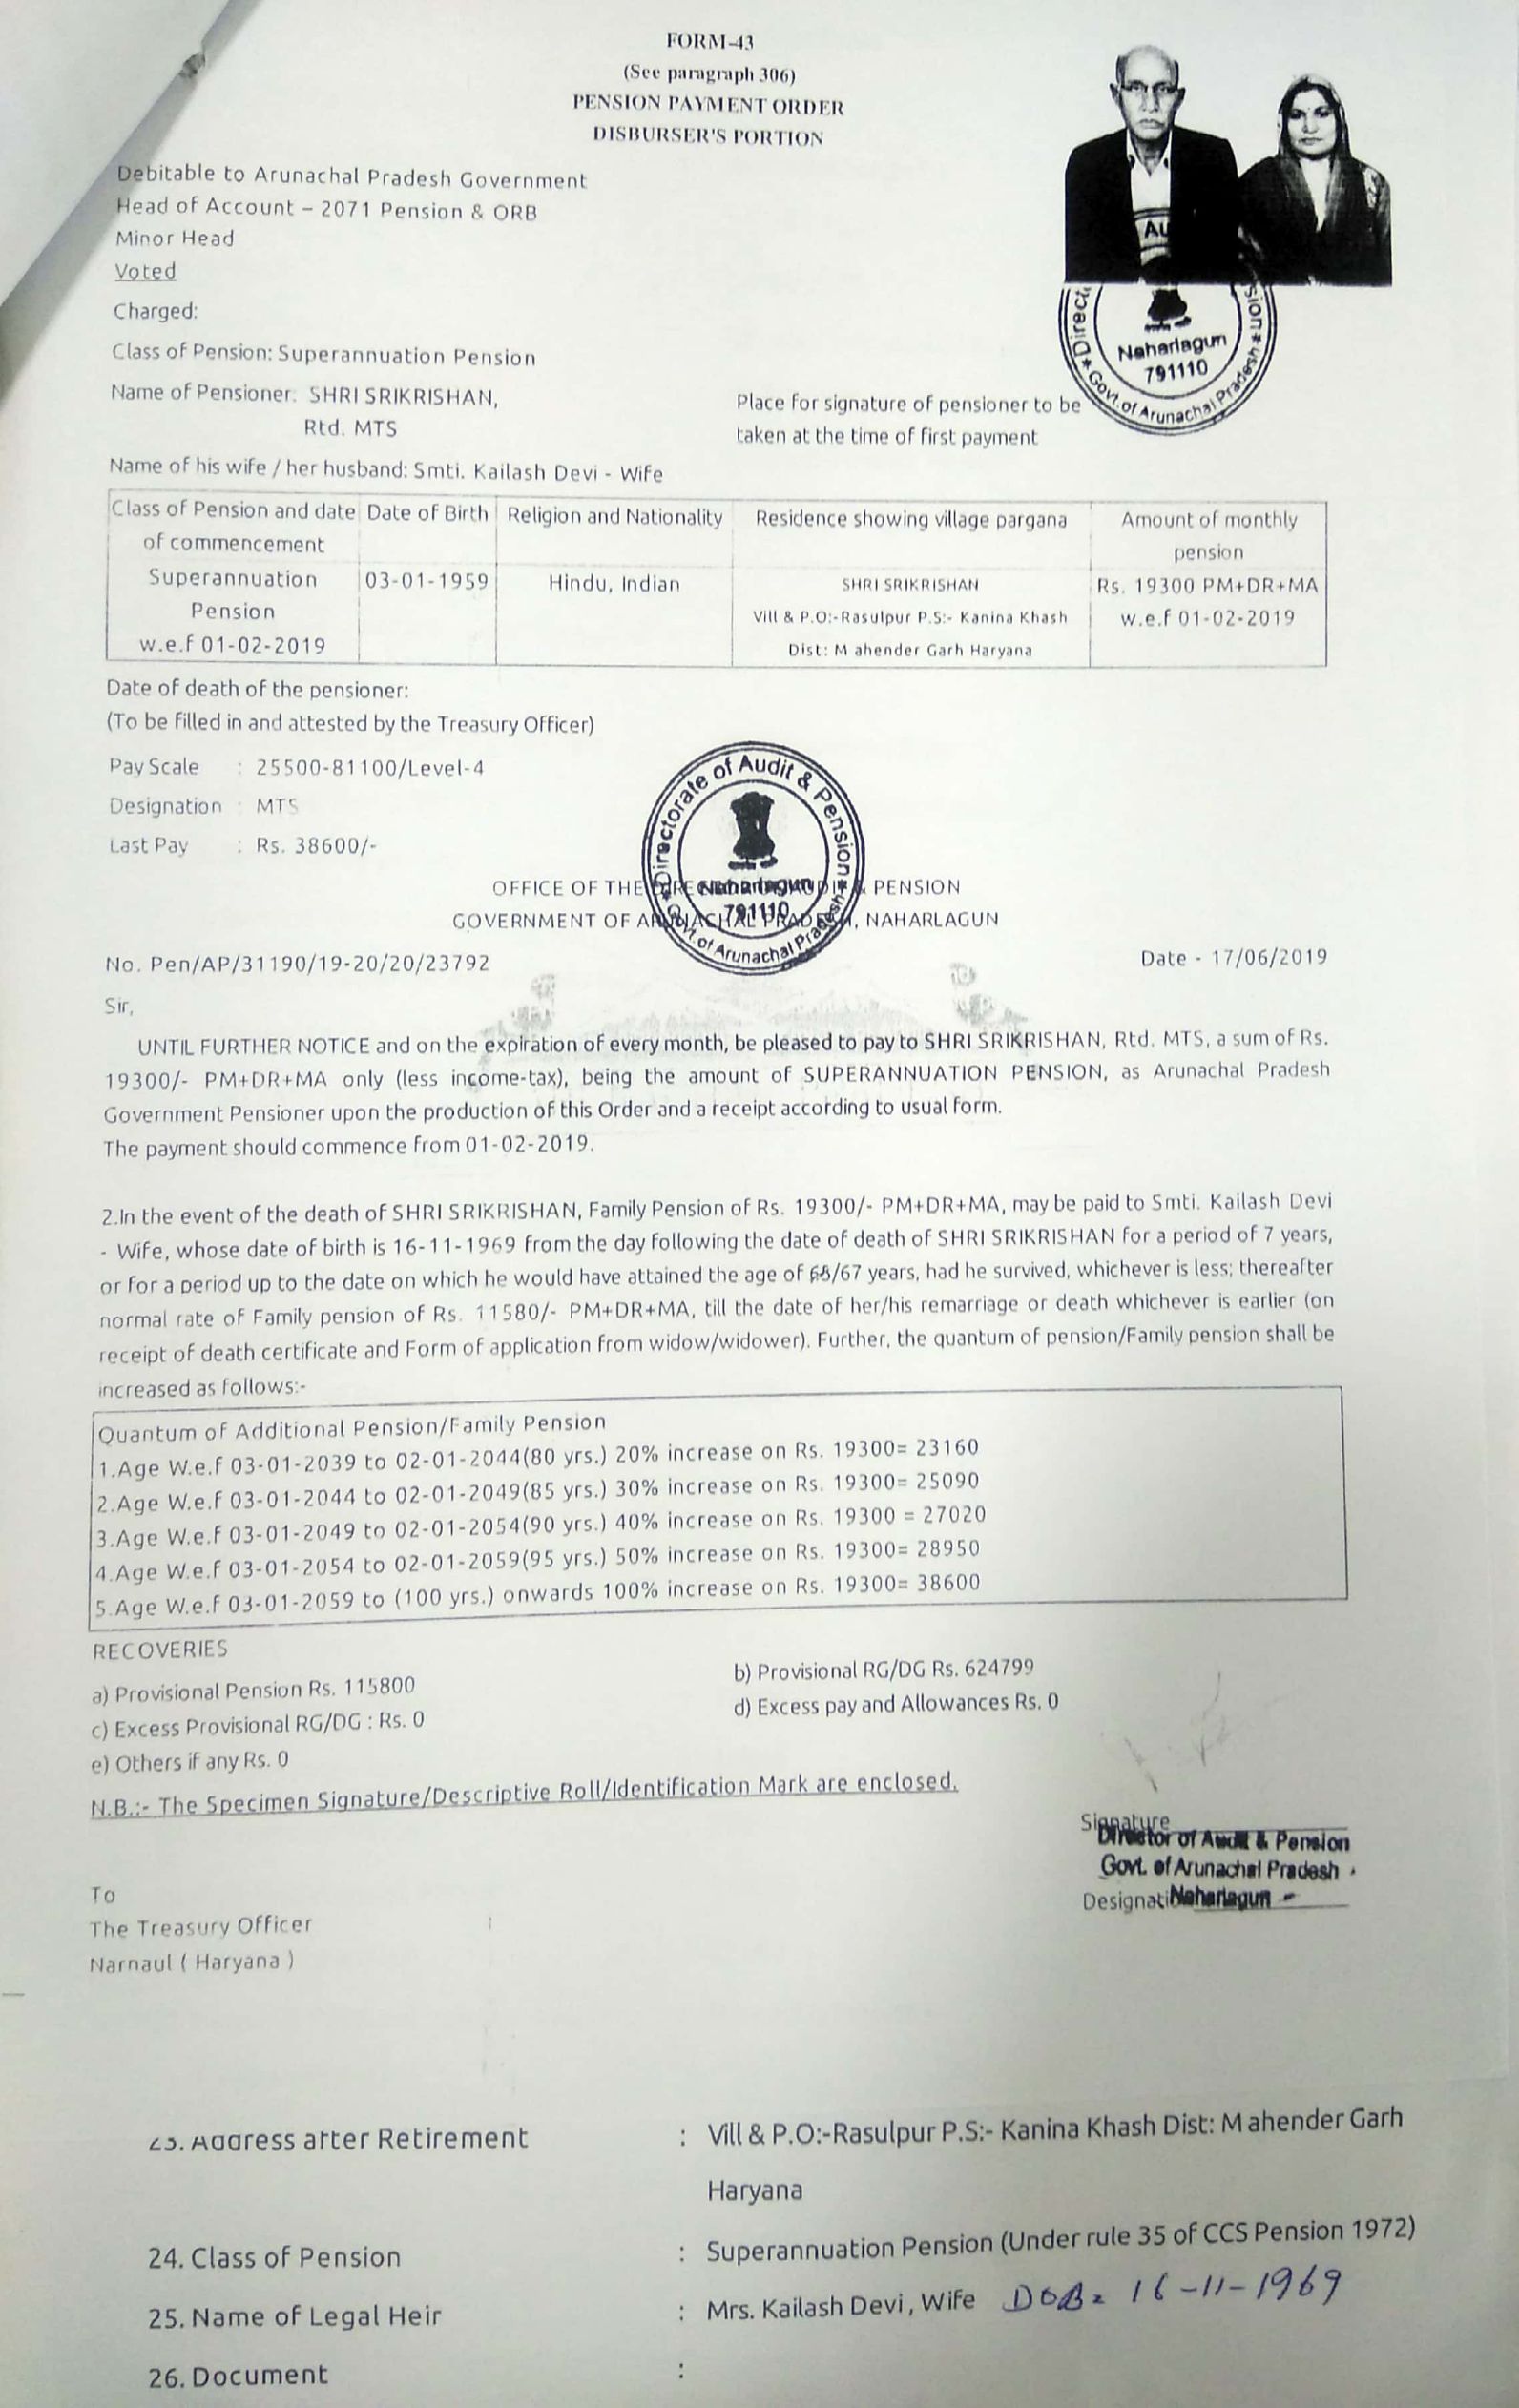 FORM-43
(See paragraph 306)
PENSION PAYMENT ORDER
DISBURSER'S PORTION
Debitable to Arunachal Pradesh Government
Head of Account – 2071 Pension & ORB
Minor Head
Voted
Charged:
Class of Pension: Superannuation Pension
Name of Pensioner: SHRI SRIKRISHAN,
Rtd. MTS
Au
Direct sion
Naharlagun
791110
Govt. of Arunachal Pradesh
Place for signature of pensioner to be
taken at the time of first payment
Name of his wife / her husband: Smti. Kailash Devi - Wife
Class of Pension and date of commencement Date of Birth Religion and Nationality Residence showing village pargana Amount of monthly pension
Superannuation 03-01-1959 Hindu, Indian SHRI SRIKRISHAN Rs. 19300 PM+DR+MA
Pension Vill & P.O:-Rasulpur P.S:- Kanina Khash w.e.f 01-02-2019
w.e.f 01-02-2019 Dist: M ahender Garh Haryana
Date of death of the pensioner:
(To be filled in and attested by the Treasury Officer)
Pay Scale : 25500-81100/Level-4
Designation : MTS
Last Pay : Rs. 38600/-
Directorate of Audit & Pension
Naharlagun
791110
Govt. of Arunachal Pradesh
OFFICE OF THE DIRECTOR OF AUDIT & PENSION
GOVERNMENT OF ARUNACHAL PRADESH, NAHARLAGUN
No. Pen/AP/31190/19-20/20/23792 Date - 17/06/2019
Sir,
UNTIL FURTHER NOTICE and on the expiration of every month, be pleased to pay to SHRI SRIKRISHAN, Rtd. MTS, a sum of Rs.
19300/- PM+DR+MA only (less income-tax), being the amount of SUPERANNUATION PENSION, as Arunachal Pradesh
Government Pensioner upon the production of this Order and a receipt according to usual form.
The payment should commence from 01-02-2019.
2.In the event of the death of SHRI SRIKRISHAN, Family Pension of Rs. 19300/- PM+DR+MA, may be paid to Smti. Kailash Devi
- Wife, whose date of birth is 16-11-1969 from the day following the date of death of SHRI SRIKRISHAN for a period of 7 years,
or for a period up to the date on which he would have attained the age of /67 years, had he survived, whichever is less; thereafter
normal rate of Family pension of Rs. 11580/- PM+DR+MA, till the date of her/his remarriage or death whichever is earlier (on
receipt of death certificate and Form of application from widow/widower). Further, the quantum of pension/Family pension shall be
increased as follows:-
Quantum of Additional Pension/Family Pension
1.Age W.e.f 03-01-2039 to 02-01-2044(80 yrs.) 20% increase on Rs. 19300= 23160
2.Age W.e.f 03-01-2044 to 02-01-2049(85 yrs.) 30% increase on Rs. 19300= 25090
3.Age W.e.f 03-01-2049 to 02-01-2054(90 yrs.) 40% increase on Rs. 19300 = 27020
4.Age W.e.f 03-01-2054 to 02-01-2059(95 yrs.) 50% increase on Rs. 19300= 28950
5.Age W.e.f 03-01-2059 to (100 yrs.) onwards 100% increase on Rs. 19300= 38600
RECOVERIES
a) Provisional Pension Rs. 115800 b) Provisional RG/DG Rs. 624799
c) Excess Provisional RG/DG : Rs. 0 d) Excess pay and Allowances Rs. 0
e) Others if any Rs. 0
N.B.:- The Specimen Signature/Descriptive Roll/Identification Mark are enclosed.
Signature
Director of Audit & Pension
Govt. of Arunachal Pradesh
Designati Naharlagun
To
The Treasury Officer
Narnaul ( Haryana )
23. Address after Retirement : Vill & P.O:-Rasulpur P.S:- Kanina Khash Dist: M ahender Garh
Haryana
24. Class of Pension : Superannuation Pension (Under rule 35 of CCS Pension 1972)
25. Name of Legal Heir : Mrs. Kailash Devi, Wife DOB= 16-11-1969
26. Document :